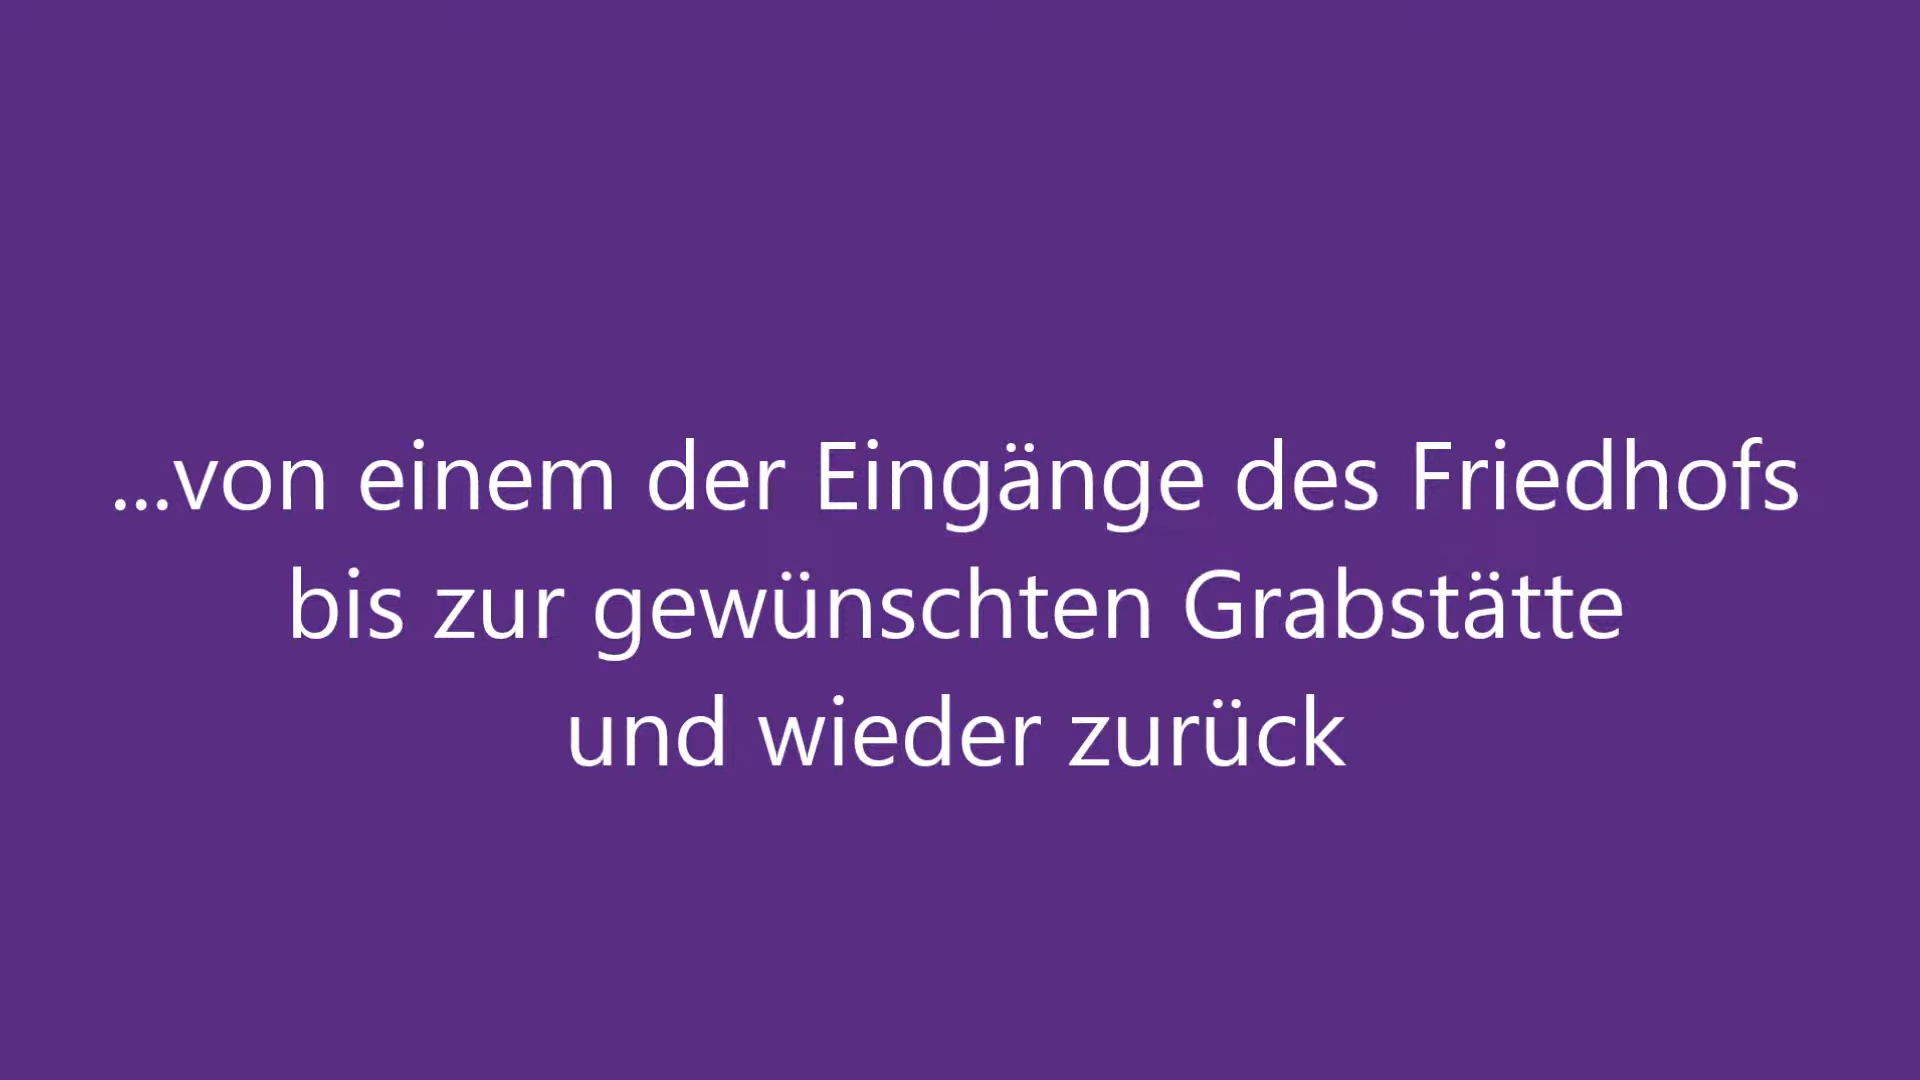 ...von einem der Eingänge des Friedhofs
bis zur gewünschten Grabstätte
und wieder zurück